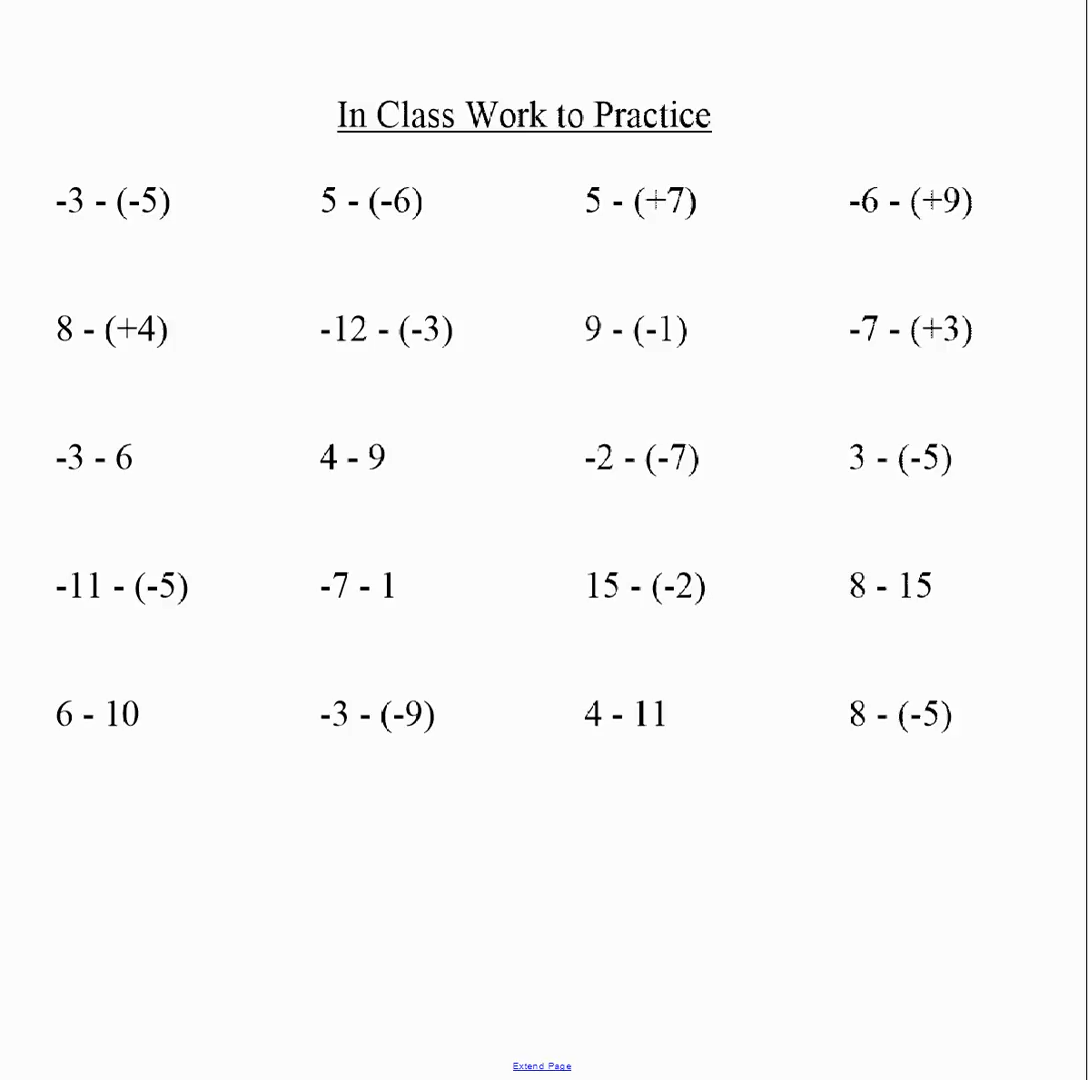 In Class Work to Practice
-3 - (-5) 5 - (-6) 5 - (+7) -6 - (+9)
8 - (+4) -12 - (-3) 9 - (-1) -7 - (+3)
-3 - 6 4 - 9 -2 - (-7) 3 - (-5)
-11 - (-5) -7 - 1 15 - (-2) 8 - 15
6 - 10 -3 - (-9) 4 - 11 8 - (-5)
Extend Page